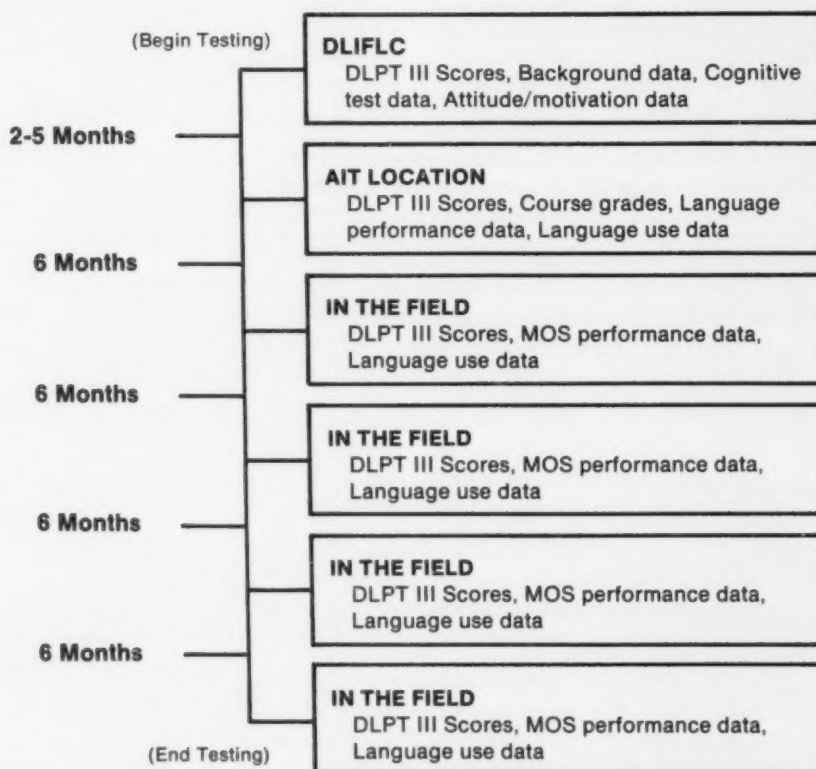 (Begin Testing)
DLIFLC
DLPT III Scores, Background data, Cognitive
test data, Attitude/motivation data
2-5 Months
AIT LOCATION
DLPT III Scores, Course grades, Language
performance data, Language use data
6 Months
IN THE FIELD
DLPT III Scores, MOS performance data,
Language use data
6 Months
IN THE FIELD
DLPT III Scores, MOS performance data,
Language use data
6 Months
IN THE FIELD
DLPT III Scores, MOS performance data,
Language use data
6 Months
IN THE FIELD
DLPT III Scores, MOS performance data,
Language use data
(End Testing)